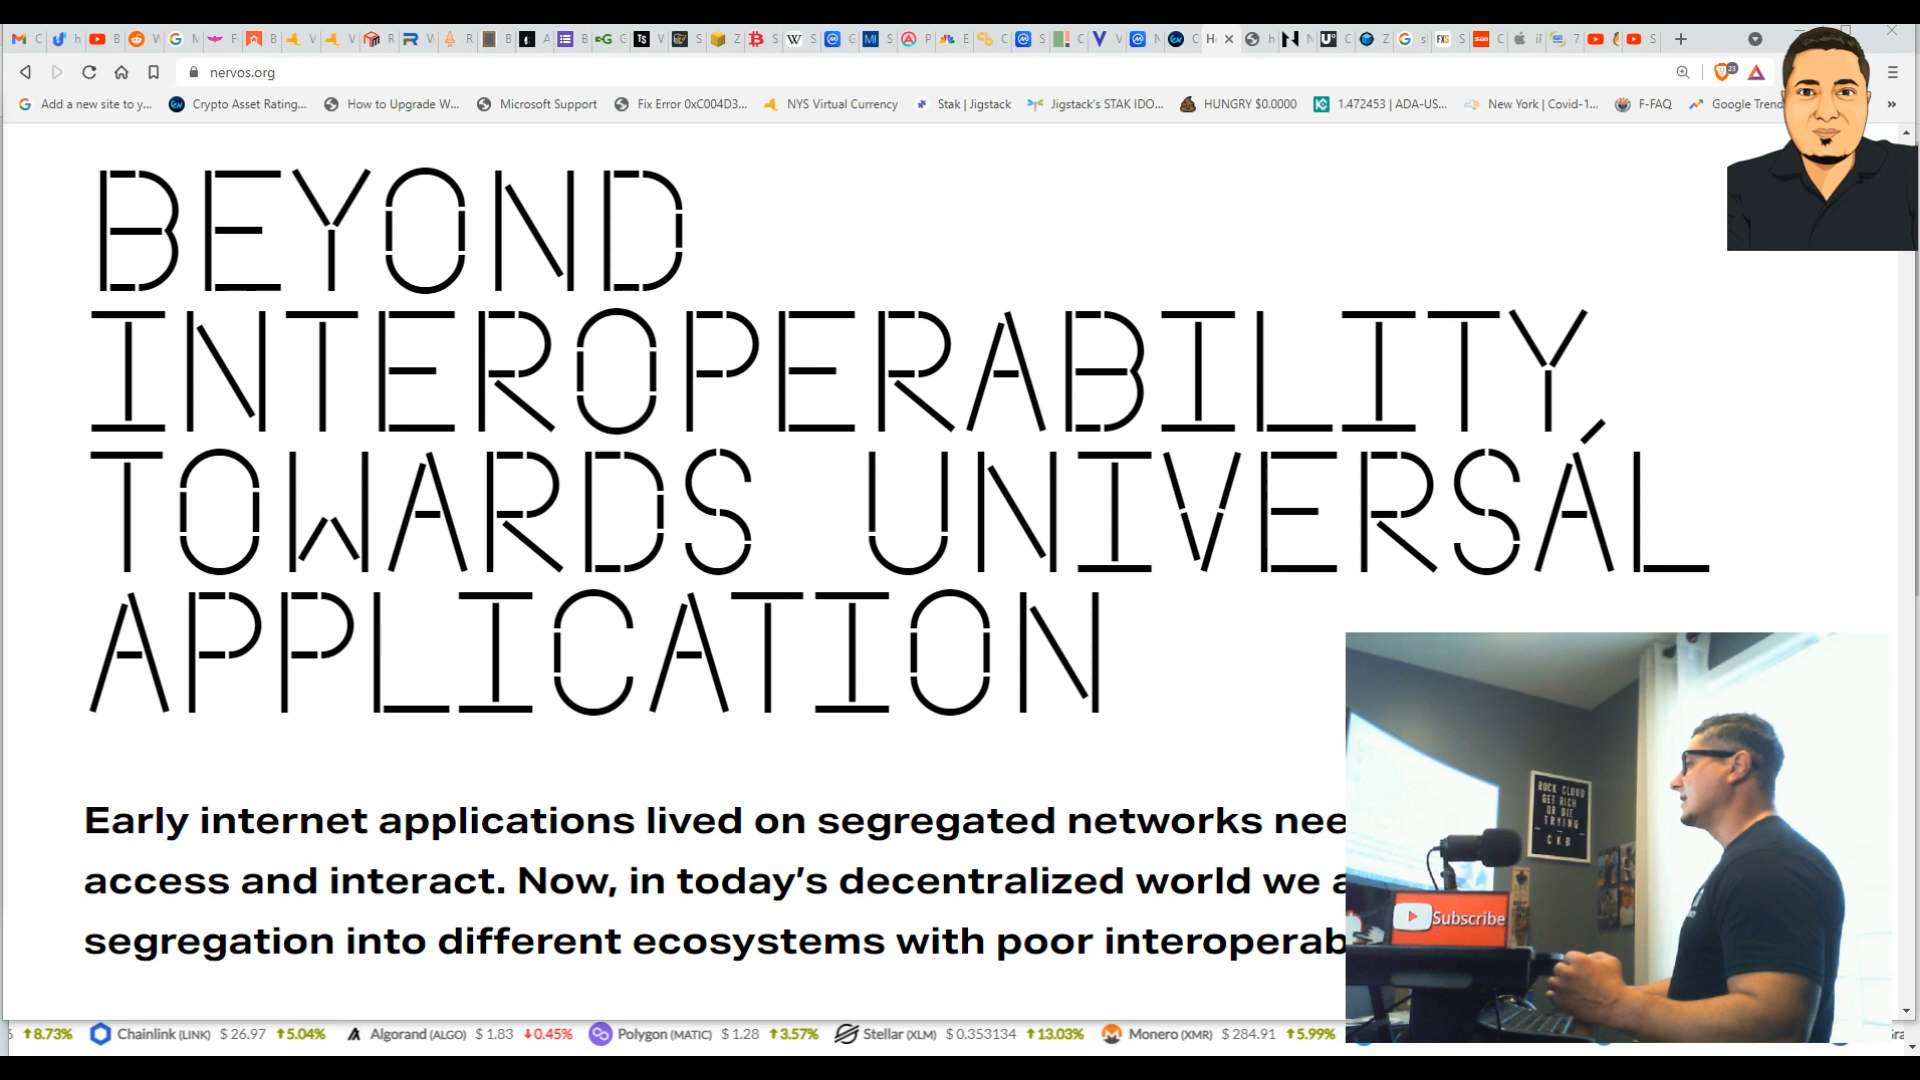 nervos.org
Add a new site to y... Crypto Asset Rating... How to Upgrade W... Microsoft Support Fix Error 0xC004D3... NYS Virtual Currency Stak | Jigstack Jigstack's STAK IDO... HUNGRY $0.0000 1.472453 | ADA-US... New York | Covid-1... F-FAQ Google Trend
BEYOND
INTEROPERABILITY,
TOWARDS UNIVERSÁL
APPLICATION
Early internet applications lived on segregated networks nee
access and interact. Now, in today's decentralized world we a
segregation into different ecosystems with poor interoperab
ROCK CLOUD
GET RICH
OR DIE
TRYING
- CKB
Subscribe
8.73% Chainlink (LINK) $ 26.97 5.04% Algorand (ALGO) $ 1.83 0.45% Polygon (MATIC) $ 1.28 3.57% Stellar (XLM) $ 0.353134 13.03% Monero (XMR) $ 284.91 5.99%